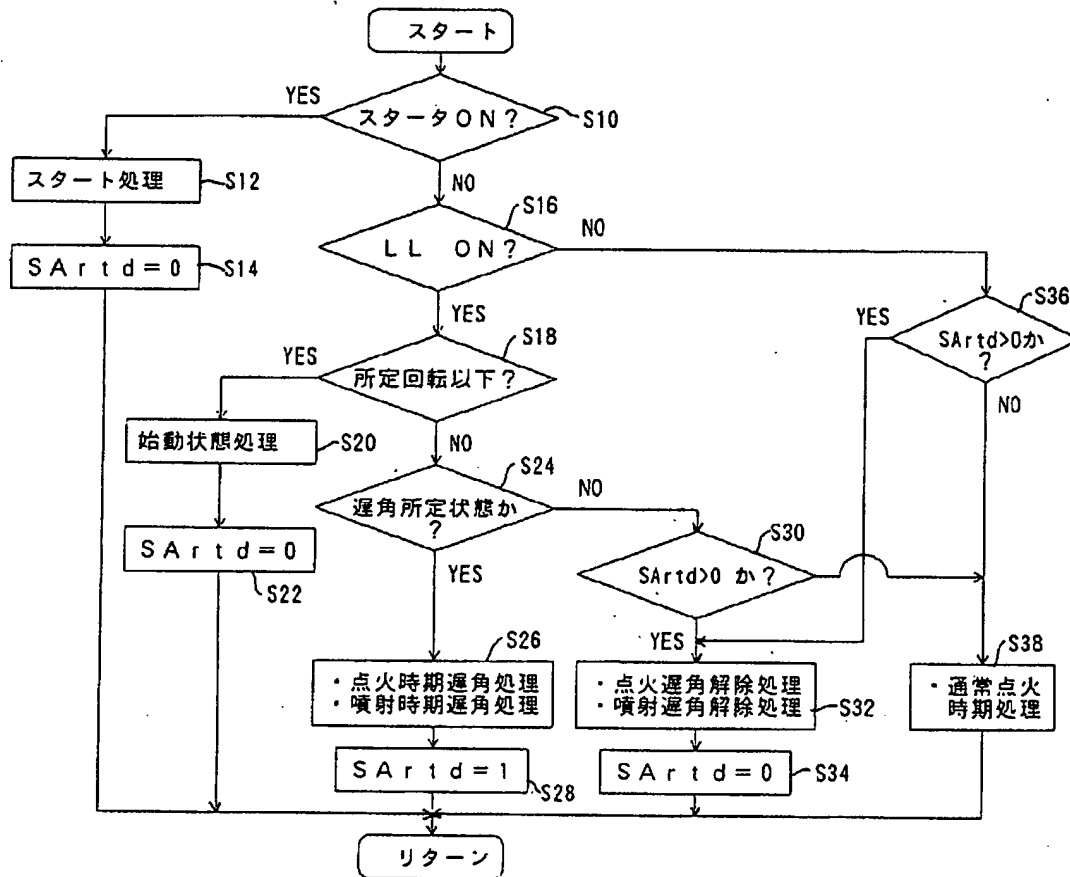 スタート
YES
スタータON?
S10
スタート処理
S12
NO
S16
LL ON?
NO
SArtd=0
S14
YES
S18
S36
YES
SArtd>0か
?
YES
所定回転以下?
NO
始動状態処理
S20
NO
S24
遅角所定状態か
?
NO
SArtd=0
S22
YES
S30
SArtd>0 か?
YES
S26
・点火時期遅角処理
・噴射時期遅角処理
・点火遅角解除処理
・噴射遅角解除処理
S32
S38
・通常点火
時期処理
SArtd=1
S28
SArtd=0
S34
リターン